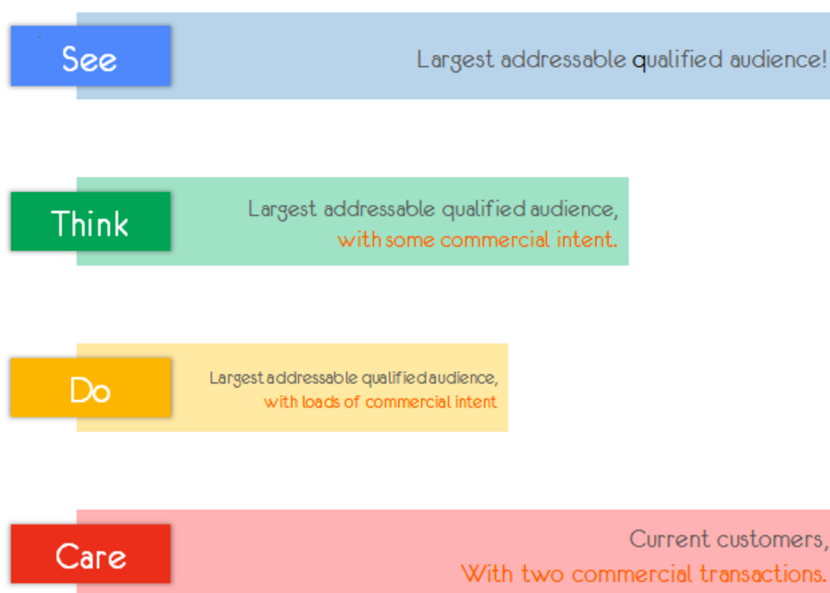 See
Largest addressable qualified audience!
Think
Largest addressable qualified audience,
with some commercial intent.
Do
Largest addressable qualified audience,
with loads of commercial intent
Care
Current customers,
With two commercial transactions.